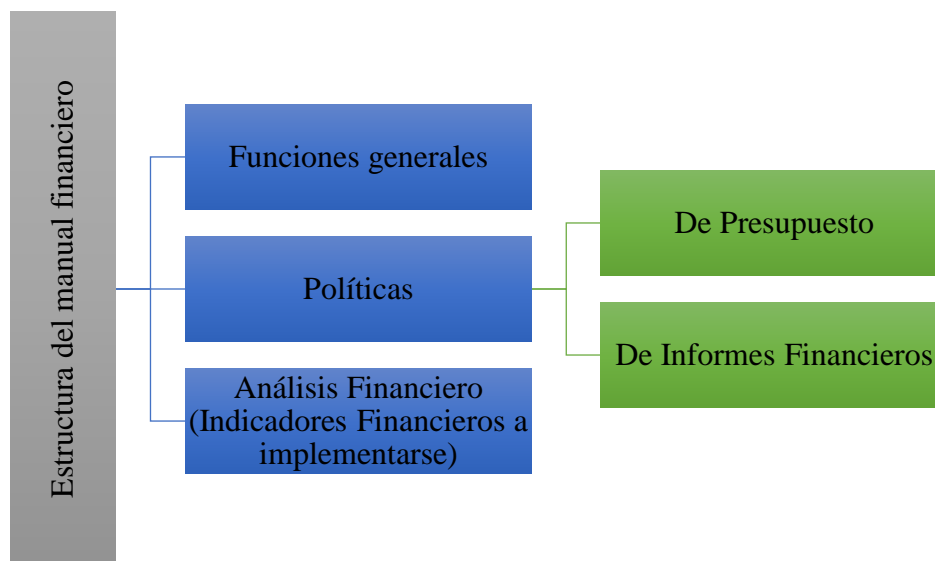 Estructura del manual financiero
Funciones generales
Políticas
De Presupuesto
De Informes Financieros
Análisis Financiero
(Indicadores Financieros a
implementarse)